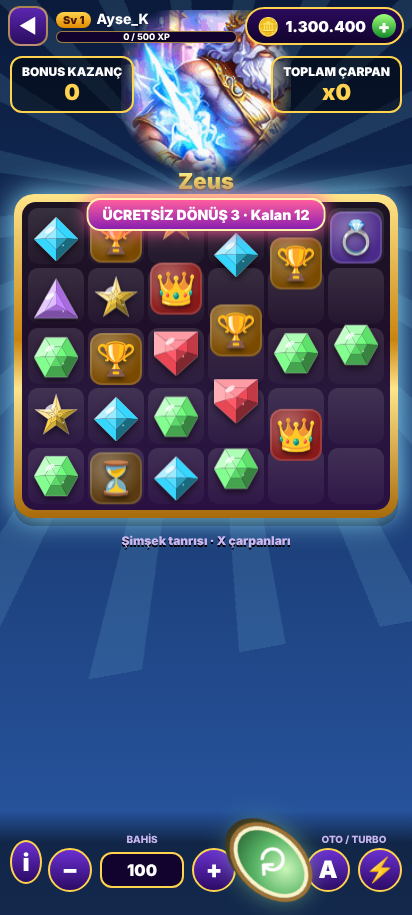 Sv 1 Ayse_K
0 / 500 XP
1.300.400 +
BONUS KAZANÇ
0
TOPLAM ÇARPAN
x0
Zeus
ÜCRETSİZ DÖNÜŞ 3 · Kalan 12
Şimşek tanrısı · X çarpanları
BAHİS
OTO / TURBO
i
−
100
+
A